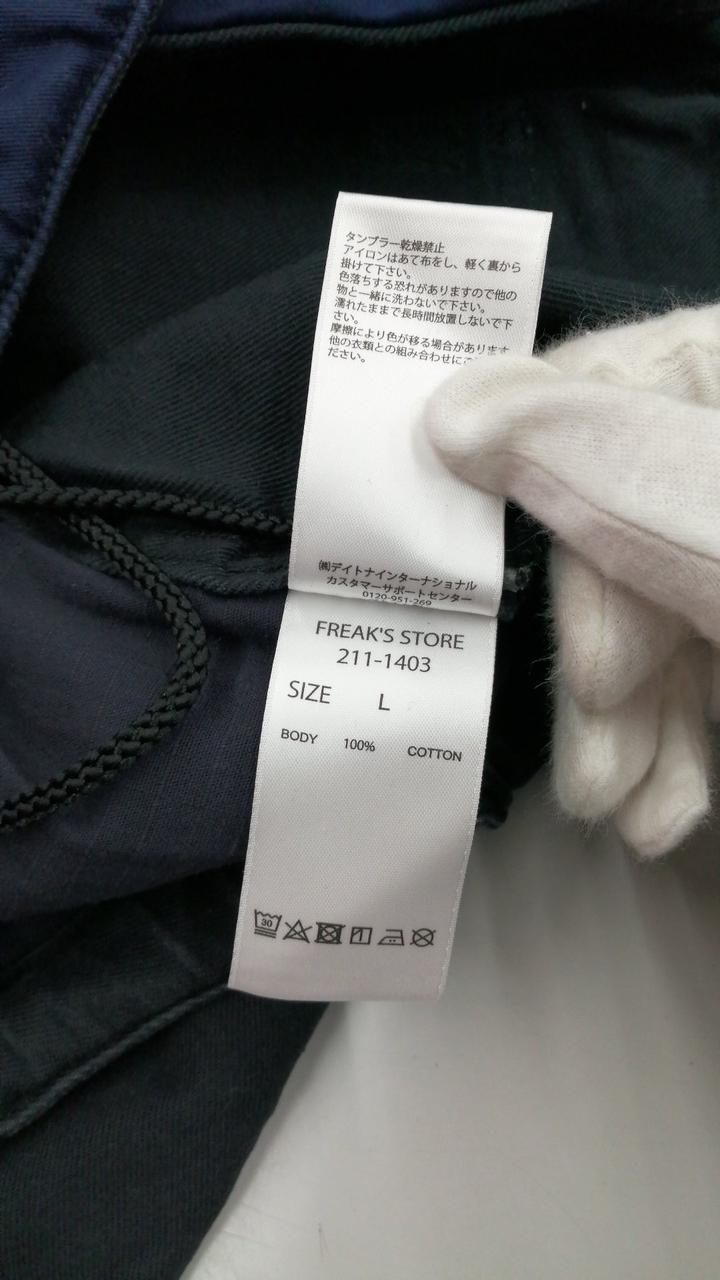 タンブラー乾燥禁止
アイロンはあて布をし、軽く裏から
掛けて下さい。
色落ちする恐れがありますので他の
物と一緒に洗わないで下さい。
濡れたままで長時間放置しないで下
さい。
摩擦により色が移る場合があります
他の衣類との組み合わせにご
ださい。
㈱デイトナインターナショナル
カスタマーサポートセンター
0120-951-269
FREAK'S STORE
211-1403
SIZE L
BODY 100% COTTON
30